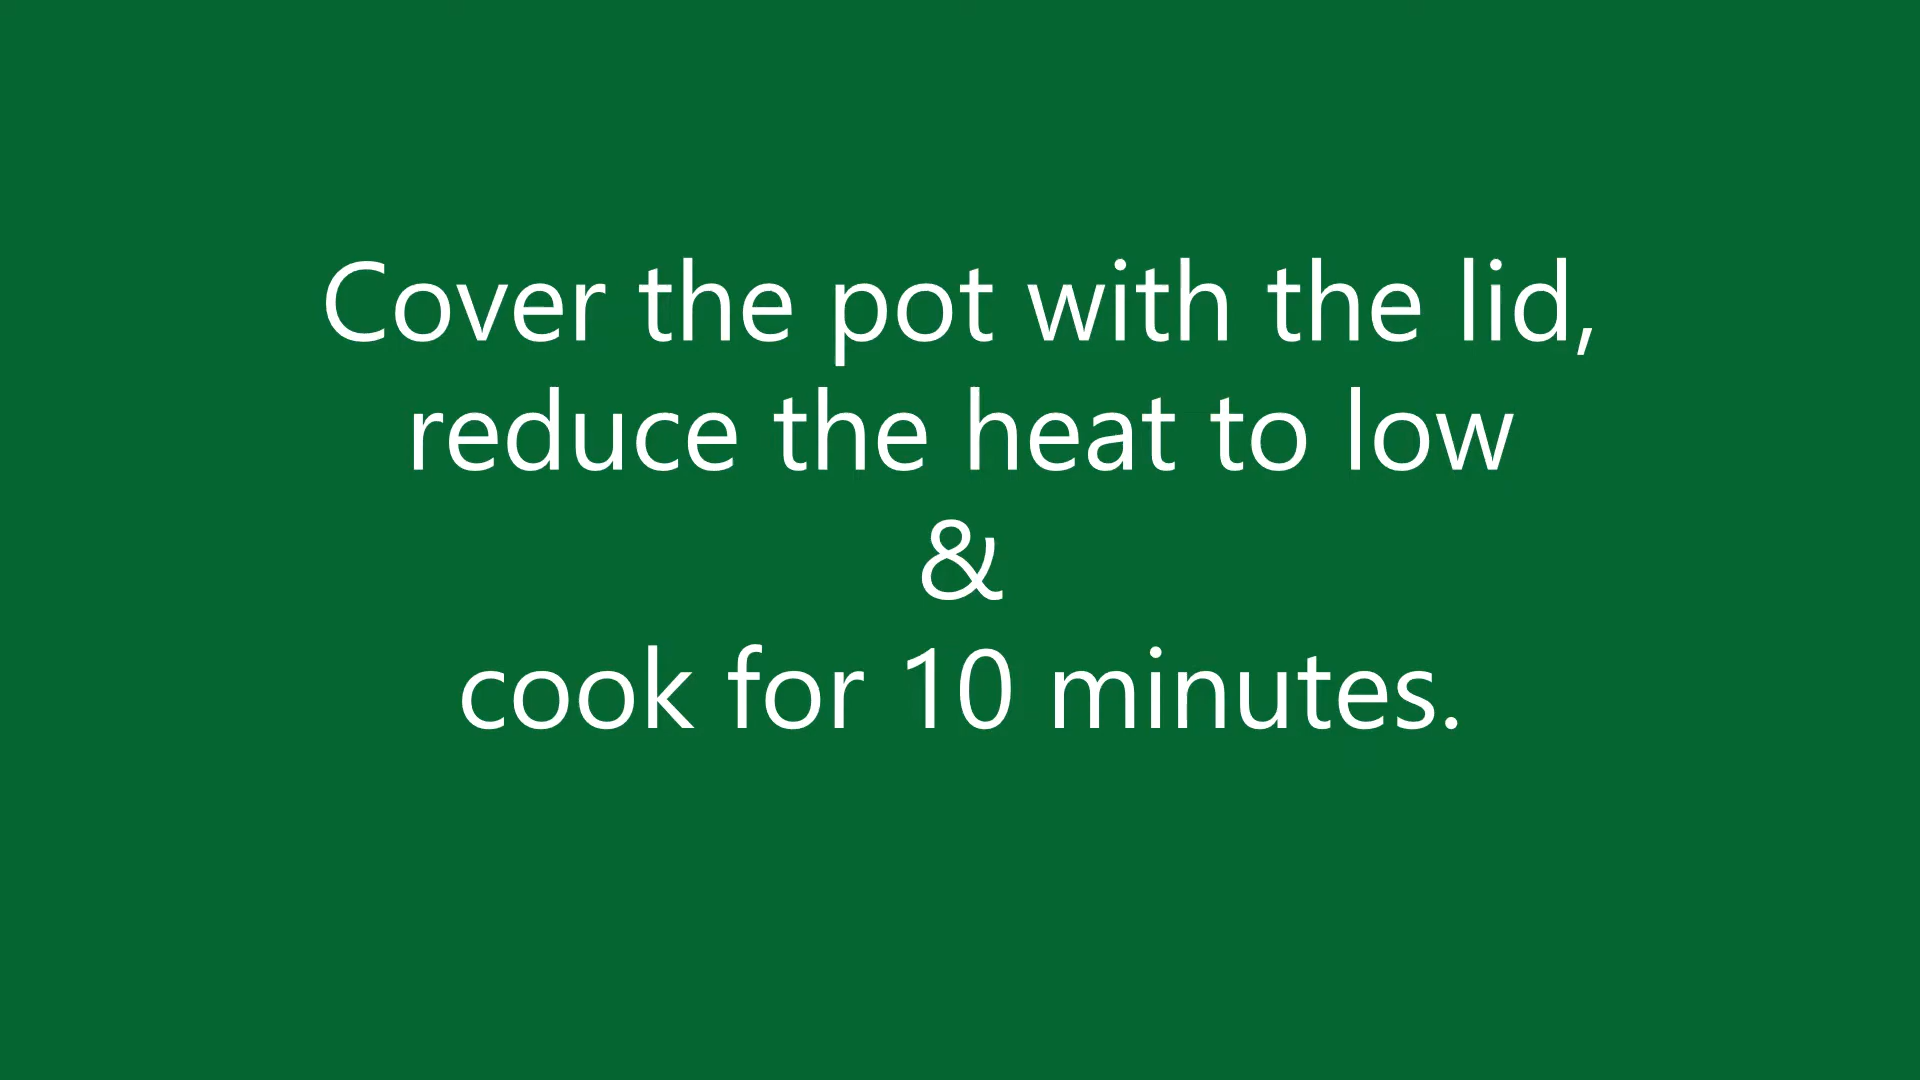 Cover the pot with the lid,
reduce the heat to low
&
cook for 10 minutes.